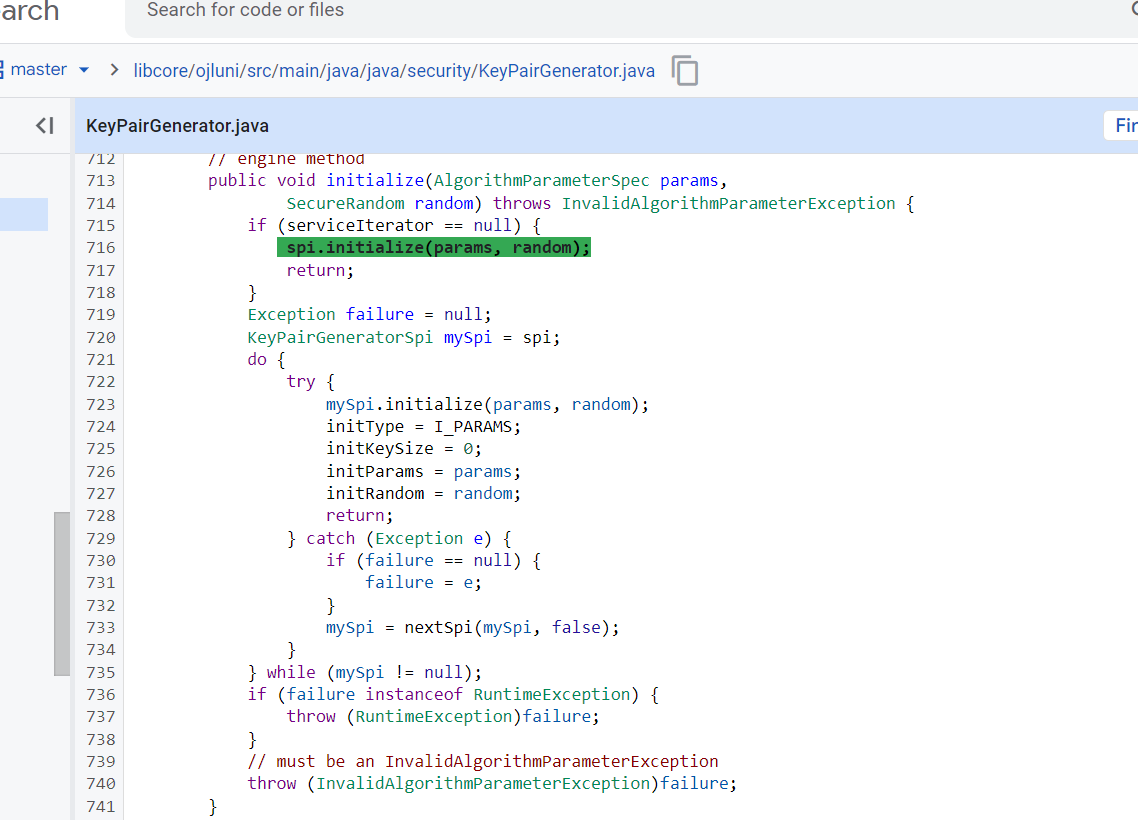 arch
Search for code or files
master
libcore/ojluni/src/main/java/java/security/KeyPairGenerator.java
KeyPairGenerator.java
Fin
712 // engine method
713 public void initialize(AlgorithmParameterSpec params,
714 SecureRandom random) throws InvalidAlgorithmParameterException {
715 if (serviceIterator == null) {
716 spi.initialize(params, random);
717 return;
718 }
719 Exception failure = null;
720 KeyPairGeneratorSpi mySpi = spi;
721 do {
722 try {
723 mySpi.initialize(params, random);
724 initType = I_PARAMS;
725 initKeySize = 0;
726 initParams = params;
727 initRandom = random;
728 return;
729 } catch (Exception e) {
730 if (failure == null) {
731 failure = e;
732 }
733 mySpi = nextSpi(mySpi, false);
734 }
735 } while (mySpi != null);
736 if (failure instanceof RuntimeException) {
737 throw (RuntimeException)failure;
738 }
739 // must be an InvalidAlgorithmParameterException
740 throw (InvalidAlgorithmParameterException)failure;
741 }